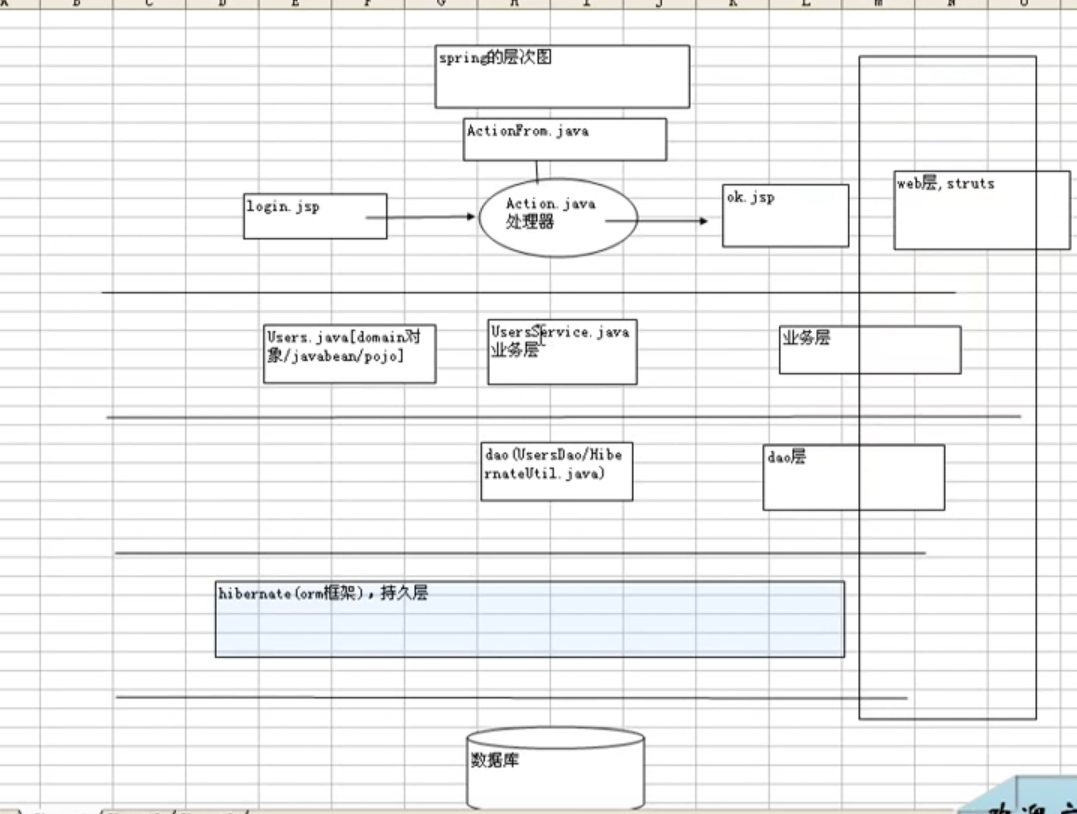 A B C D E F G H I J K L M N O
spring的层次图
ActionFrom.java
login.jsp
Action.java
处理器
ok.jsp
web层,struts
Users.java[domain对
象/javabean/pojo]
UsersService.java
业务层
业务层
dao(UsersDao/Hibe
rnateUtil.java)
dao层
hibernate(orm框架)，持久层
数据库
欢迎